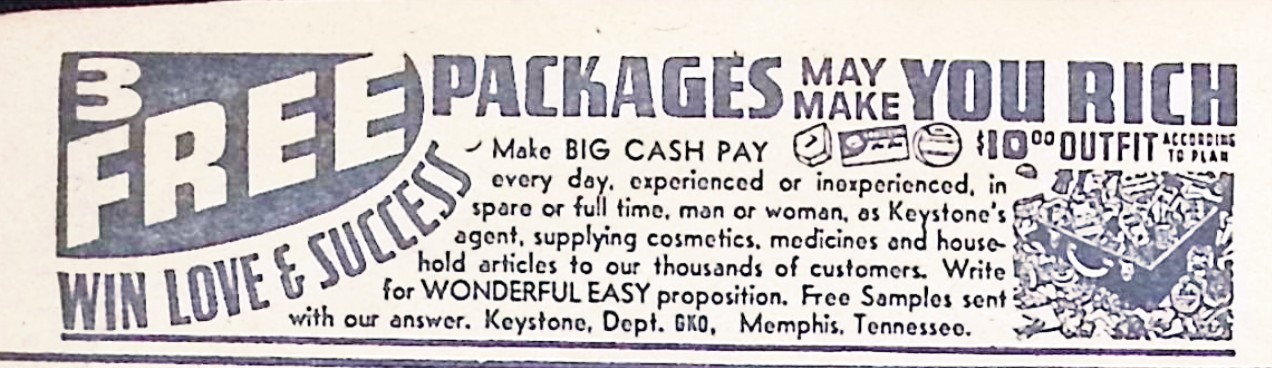 3 FREE PACKAGES MAY MAKE YOU RICH
WIN LOVE & SUCCESS
$10⁰⁰ OUTFIT ACCORDING TO PLAN
Make BIG CASH PAY
every day, experienced or inexperienced, in
spare or full time, man or woman, as Keystone's
agent, supplying cosmetics, medicines and house-
hold articles to our thousands of customers. Write
for WONDERFUL EASY proposition. Free Samples sent
with our answer. Keystone, Dept. GKO, Memphis, Tennessee.